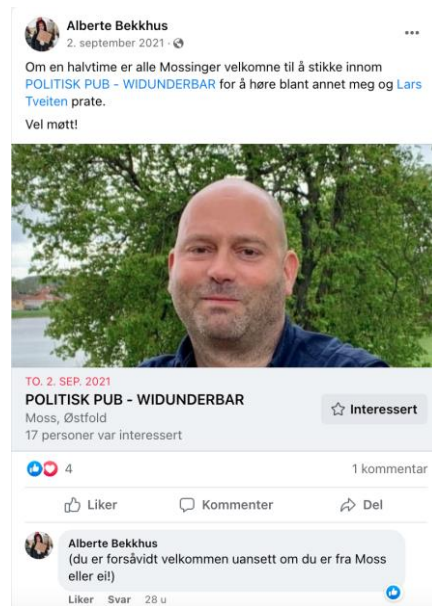 Alberte Bekkhus
2. september 2021 ·
Om en halvtime er alle Mossinger velkomne til å stikke innom
POLITISK PUB - WIDUNDERBAR for å høre blant annet meg og Lars
Tveiten prate.
Vel møtt!
TO. 2. SEP. 2021
POLITISK PUB - WIDUNDERBAR
Moss, Østfold
17 personer var interessert
Interessert
4
1 kommentar
Liker
Kommenter
Del
Alberte Bekkhus
(du er forsåvidt velkommen uansett om du er fra Moss
eller ei!)
Liker Svar 28 u